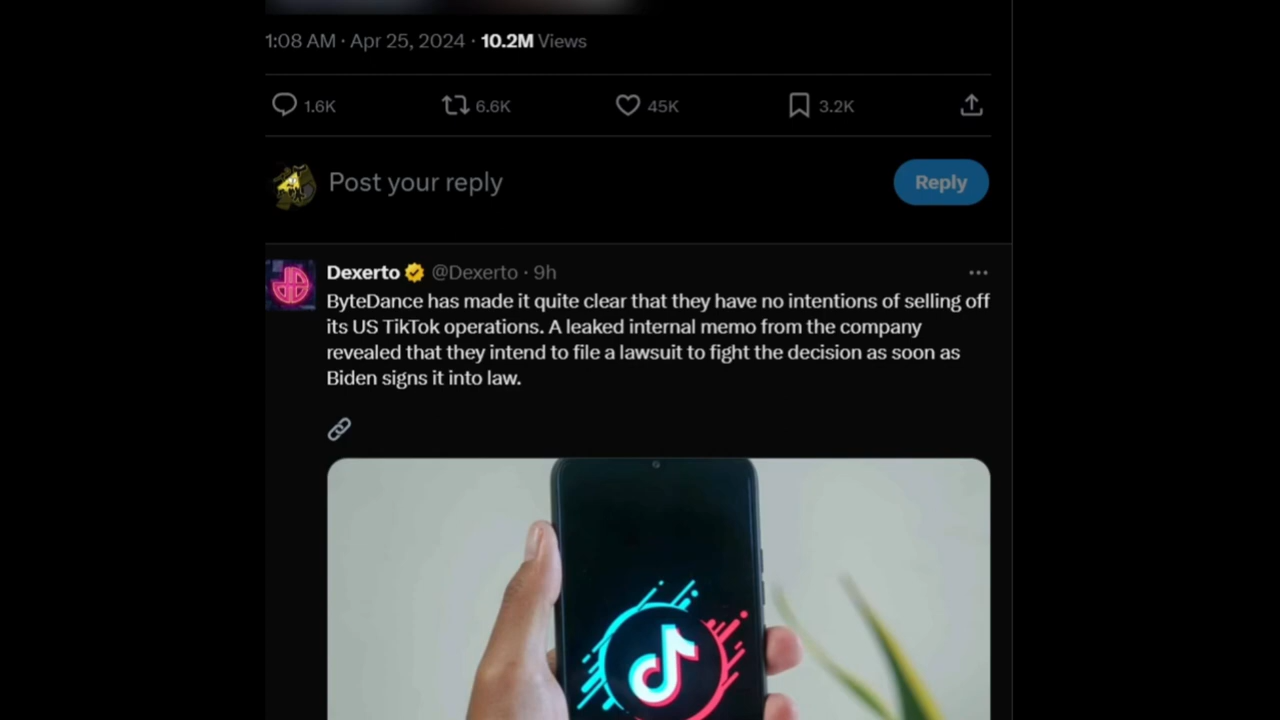 1:08 AM · Apr 25, 2024 · 10.2M Views
1.6K 6.6K 45K 3.2K
Post your reply
Reply
Dexerto @Dexerto · 9h
ByteDance has made it quite clear that they have no intentions of selling off
its US TikTok operations. A leaked internal memo from the company
revealed that they intend to file a lawsuit to fight the decision as soon as
Biden signs it into law.